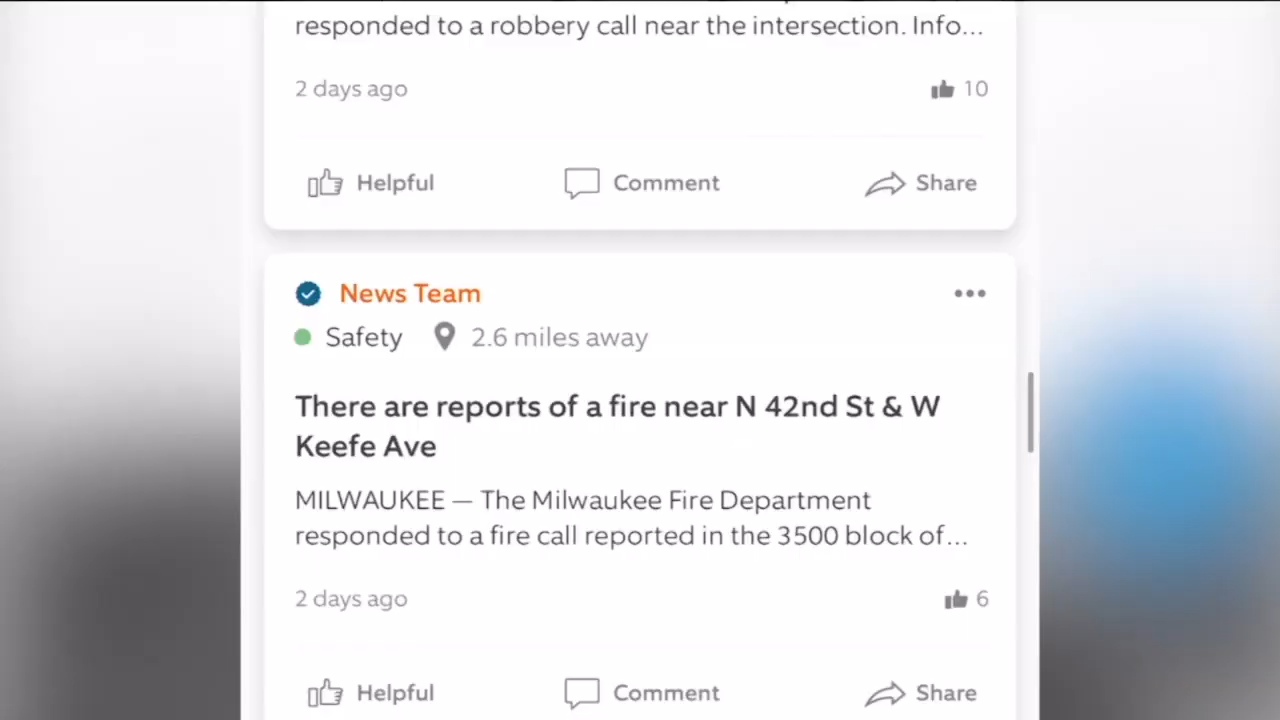 responded to a robbery call near the intersection. Info...
2 days ago
10
Helpful
Comment
Share
News Team
Safety
2.6 miles away
There are reports of a fire near N 42nd St & W
Keefe Ave
MILWAUKEE — The Milwaukee Fire Department
responded to a fire call reported in the 3500 block of...
2 days ago
6
Helpful
Comment
Share